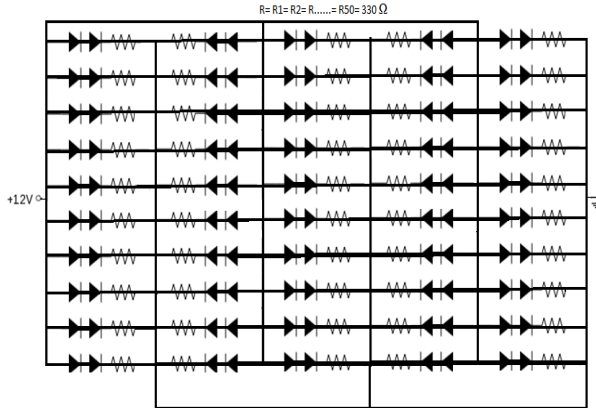 R= R1= R2= R......= R50= 330 Ω
+12V